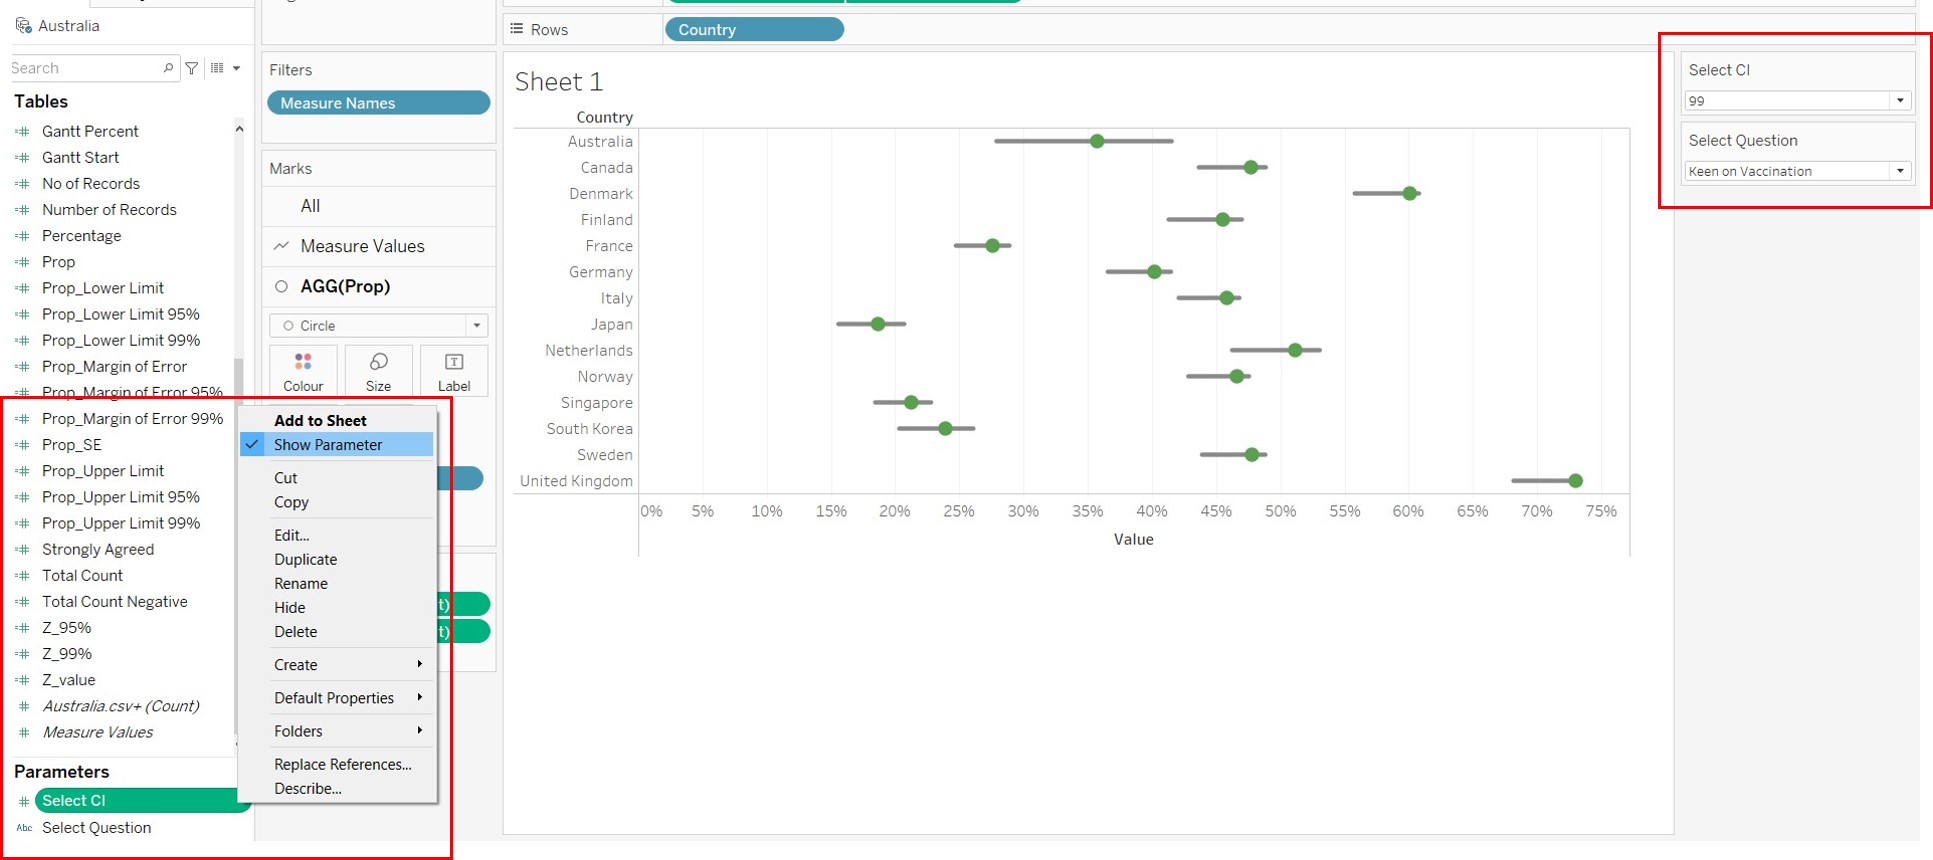 Australia
Search
Tables
Gantt Percent
Gantt Start
No of Records
Number of Records
Percentage
Prop
Prop_Lower Limit
Prop_Lower Limit 95%
Prop_Lower Limit 99%
Prop_Margin of Error
Prop_Margin of Error 95%
Prop_Margin of Error 99%
Prop_SE
Prop_Upper Limit
Prop_Upper Limit 95%
Prop_Upper Limit 99%
Strongly Agreed
Total Count
Total Count Negative
Z_95%
Z_99%
Z_value
Australia.csv+ (Count)
Measure Values
Parameters
Select CI
Abc Select Question
Add to Sheet
Show Parameter
Cut
Copy
Edit...
Duplicate
Rename
Hide
Delete
Create
Default Properties
Folders
Replace References...
Describe...
Filters
Measure Names
Marks
All
Measure Values
AGG(Prop)
Circle
Colour Size Label
t)
t)
Rows Country
Sheet 1
Country
Australia
Canada
Denmark
Finland
France
Germany
Italy
Japan
Netherlands
Norway
Singapore
South Korea
Sweden
United Kingdom
0% 5% 10% 15% 20% 25% 30% 35% 40% 45% 50% 55% 60% 65% 70% 75%
Value
Select CI
99
Select Question
Keen on Vaccination